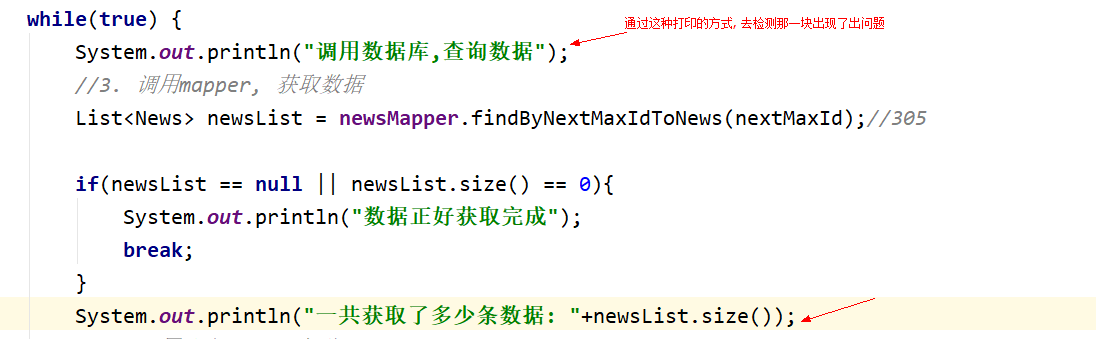 while(true) {
通过这种打印的方式, 去检测那一块出现了出问题
System.out.println("调用数据库,查询数据");
//3. 调用mapper, 获取数据
List<News> newsList = newsMapper.findByNextMaxIdToNews(nextMaxId);//305
if(newsList == null || newsList.size() == 0){
System.out.println("数据正好获取完成");
break;
}
System.out.println("一共获取了多少条数据: "+newsList.size());